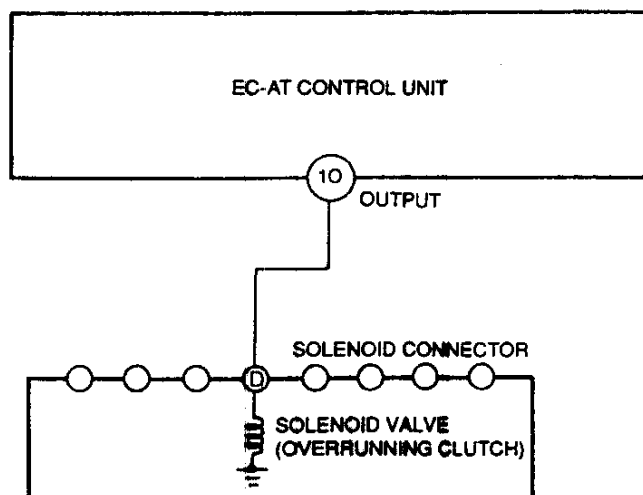 EC-AT CONTROL UNIT
10
OUTPUT
SOLENOID CONNECTOR
D
SOLENOID VALVE
(OVERRUNNING CLUTCH)